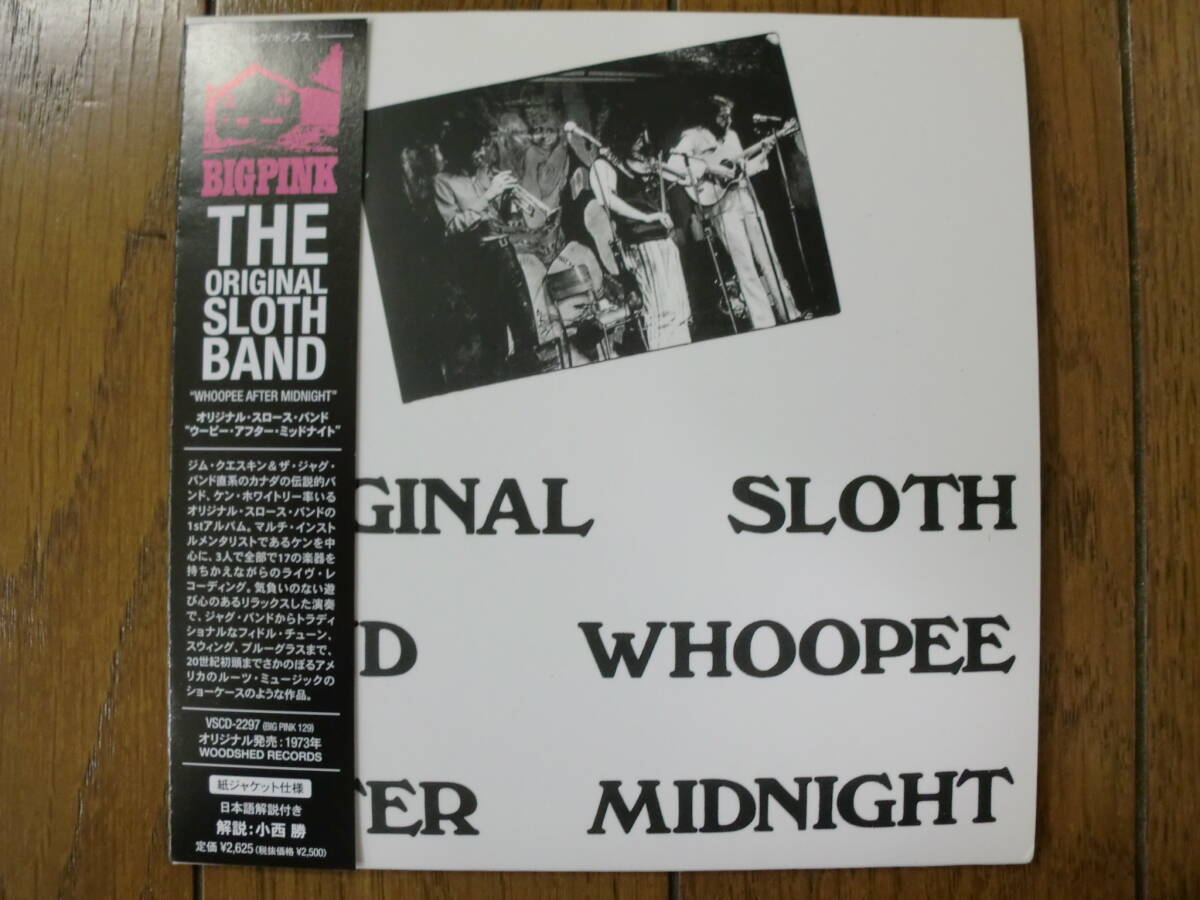 ック/ポップス
BIG PINK
THE
ORIGINAL
SLOTH
BAND
"WHOOPEE AFTER MIDNIGHT"
オリジナル・スロース・バンド
"ウーピー・アフター・ミッドナイト"
ジム・クエスキン&ザ・ジャグ・
バンド直系のカナダの伝説的バ
ンド、ケン・ホワイトリー率いる
オリジナル・スロース・バンドの
1stアルバム。マルチ・インスト
ルメンタリストであるケンを中
心に、3人で全部で17の楽器を
持ちかえながらのライヴ・レ
コーディング。気負いのない遊
び心のあるリラックスした演奏
で、ジャグ・バンドからトラディ
ショナルなフィドル・チューン、
スウィング、ブルーグラスまで、
20世紀初頭までさかのぼるアメ
リカのルーツ・ミュージックの
ショーケースのような作品。
VSCD-2297 (BIG PINK 129)
オリジナル発売:1973年
WOODSHED RECORDS
紙ジャケット仕様
日本語解説付き
解説:小西 勝
定価 ¥2,625(税抜価格 ¥2,500)
GINAL SLOTH
D WHOOPEE
TER MIDNIGHT